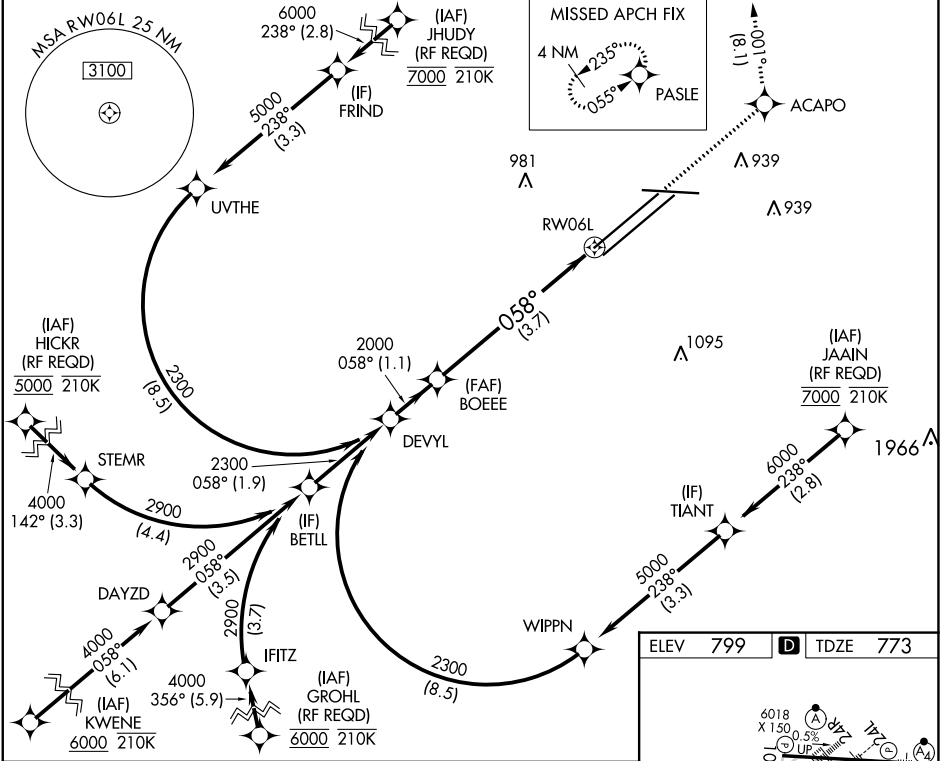 MSA RW06L 25 NM
3100
6000
238° (2.8)
(IAF)
JHUDY
(RF REQD)
7000 210K
(IF)
FRIND
5000
238°
(3.3)
UVTHE
MISSED APCH FIX
4 NM
235°
055°
PASLE
001°
(8.1)
ACAPO
981
939
939
RW06L
058°
(3.7)
1095
(IAF)
HICKR
(RF REQD)
5000 210K
STEMR
4000
142° (3.3)
2300
(8.5)
2000
058° (1.1)
(FAF)
BOEEE
DEVYL
2300
058° (1.9)
(IAF)
JAAIN
(RF REQD)
7000 210K
1966
6000
238°
(2.8)
(IF)
TIANT
2900
(4.4)
(IF)
BETLL
2900
058°
(3.5)
DAYZD
5000
238°
(3.3)
2900
(3.7)
WIPPN
4000
058°
(6.1)
IFITZ
2300
(8.5)
4000
356° (5.9)
(IAF)
KWENE
6000 210K
(IAF)
GROHL
(RF REQD)
6000 210K
ELEV 799 D TDZE 773
6018
X 150
0.5%
UP
A
24R
24L
P
P
A4